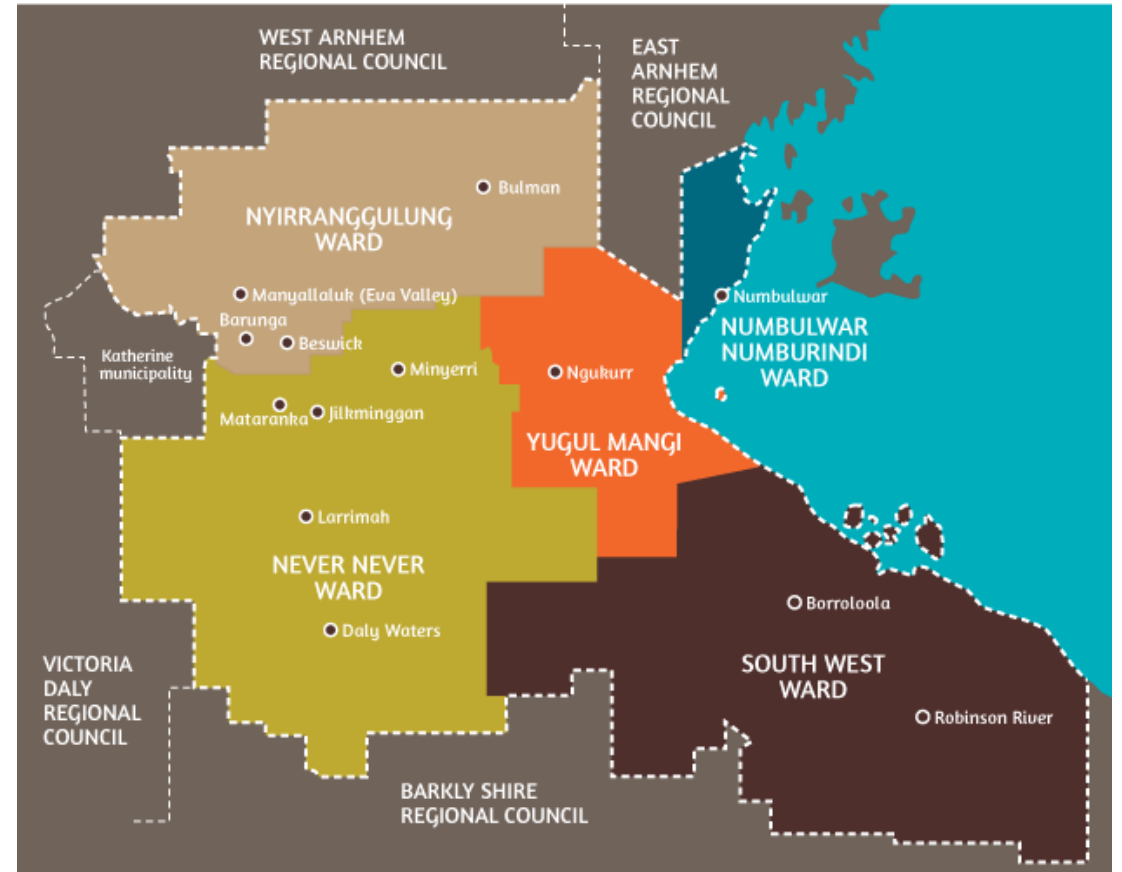 WEST ARNHEM
REGIONAL COUNCIL
EAST
ARNHEM
REGIONAL
COUNCIL
Bulman
NYIRRANGGULUNG
WARD
Manyallaluk (Eva Valley)
Numbulwar
Barunga
Beswick
NUMBULWAR
NUMBURINDI
WARD
Katherine
municipality
Minyerri
Ngukurr
Mataranka
Jilkminggan
YUGUL MANGI
WARD
Larrimah
NEVER NEVER
WARD
Borroloola
Daly Waters
VICTORIA
DALY
REGIONAL
COUNCIL
SOUTH WEST
WARD
Robinson River
BARKLY SHIRE
REGIONAL COUNCIL